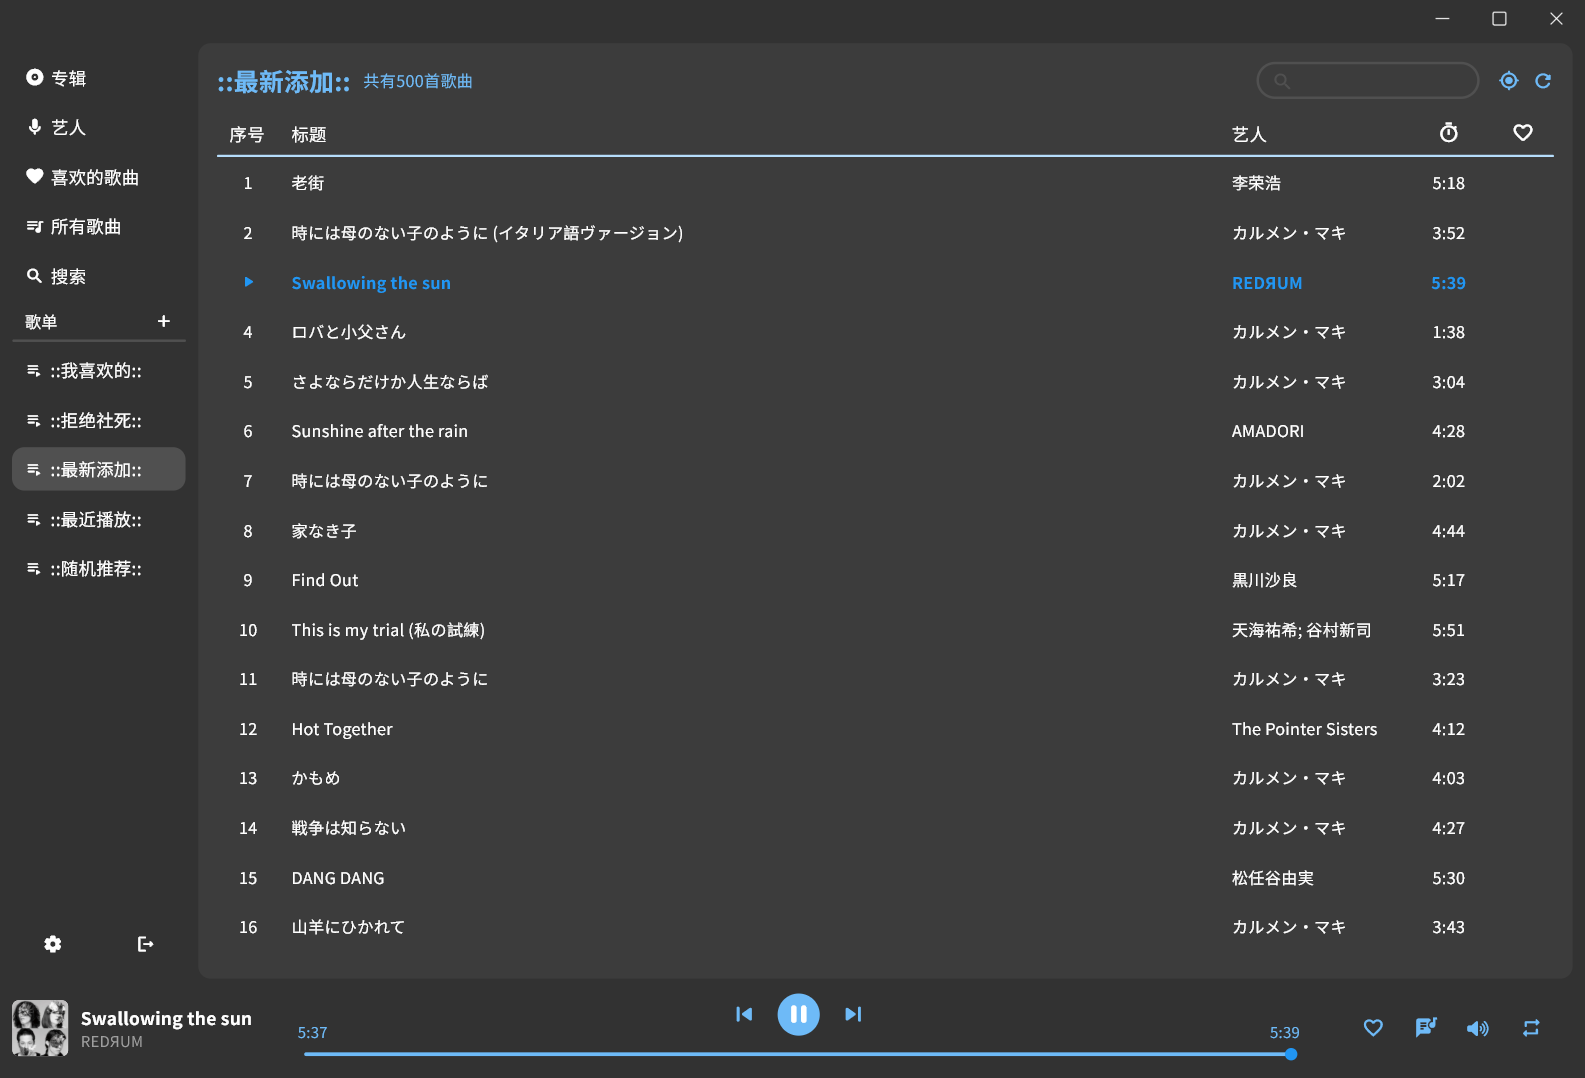 专辑
艺人
喜欢的歌曲
所有歌曲
搜索
歌单
::我喜欢的::
::拒绝社死::
::最新添加::
::最近播放::
::随机推荐::
::最新添加:: 共有500首歌曲
序号 标题 艺人
1 老街 李荣浩 5:18
2 時には母のない子のように (イタリア語ヴァージョン) カルメン・マキ 3:52
Swallowing the sun REDЯUM 5:39
4 ロバと小父さん カルメン・マキ 1:38
5 さよならだけか人生ならば カルメン・マキ 3:04
6 Sunshine after the rain AMADORI 4:28
7 時には母のない子のように カルメン・マキ 2:02
8 家なき子 カルメン・マキ 4:44
9 Find Out 黒川沙良 5:17
10 This is my trial (私の試練) 天海祐希; 谷村新司 5:51
11 時には母のない子のように カルメン・マキ 3:23
12 Hot Together The Pointer Sisters 4:12
13 かもめ カルメン・マキ 4:03
14 戦争は知らない カルメン・マキ 4:27
15 DANG DANG 松任谷由実 5:30
16 山羊にひかれて カルメン・マキ 3:43
Swallowing the sun
REDЯUM
5:37
5:39